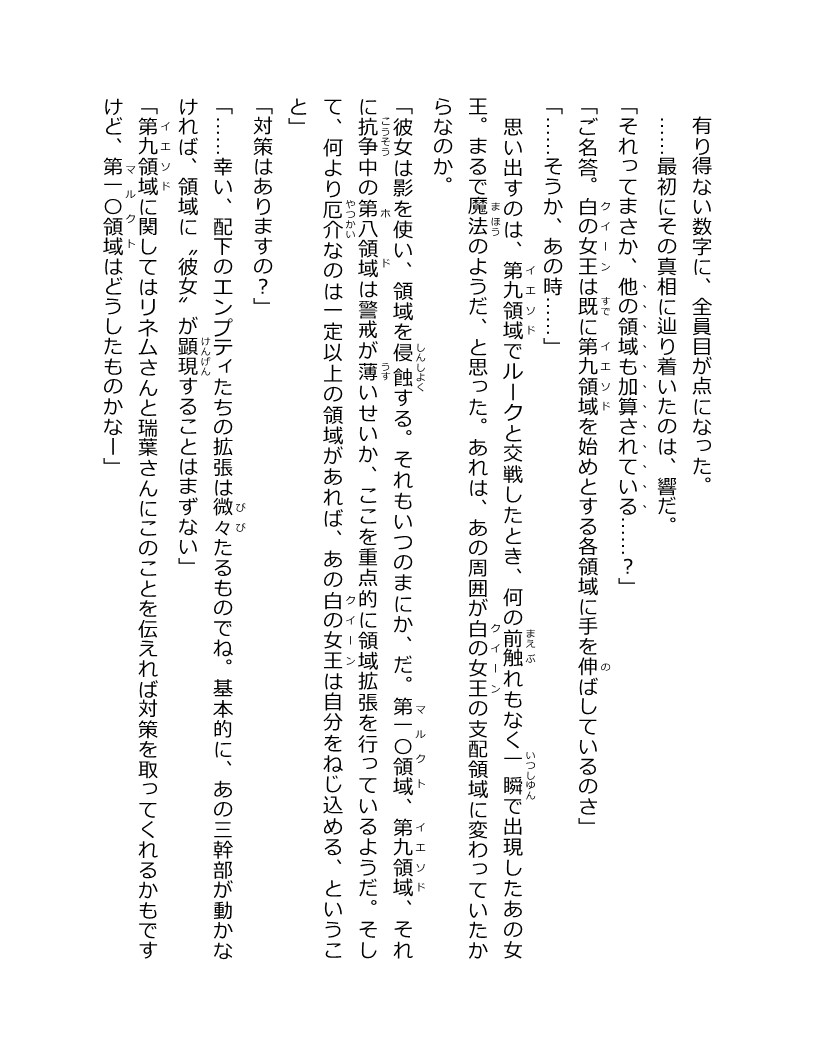 有り得ない数字に、全員目が点になった。
……最初にその真相に辿り着いたのは、響だ。
「それってまさか、他の領域も加算されている……？」
「ご名答。白の女王は既に第九領域を始めとする各領域に手を伸ばしているのさ」
「……そうか、あの時……」
思い出すのは、第九領域でルークと交戦したとき、何の前触れもなく一瞬で出現したあの女
王。まるで魔法のようだ、と思った。あれは、あの周囲が白の女王の支配領域に変わっていたか
らなのか。
「彼女は影を使い、領域を侵蝕する。それもいつのまにか、だ。第一〇領域、第九領域、それ
に抗争中の第八領域は警戒が薄いせいか、ここを重点的に領域拡張を行っているようだ。そし
て、何より厄介なのは一定以上の領域があれば、あの白の女王は自分をねじ込める、というこ
と」
「対策はありますの？」
「……幸い、配下のエンプティたちの拡張は微々たるものでね。基本的に、あの三幹部が動かな
ければ、領域に〝彼女〟が顕現することはまずない」
「第九領域に関してはリネムさんと瑞葉さんにこのことを伝えれば対策を取ってくれるかもです
けど、第一〇領域はどうしたものかなー」